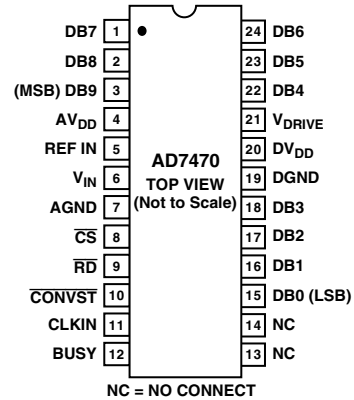 DB7 1 24 DB6
DB8 2 23 DB5
(MSB) DB9 3 22 DB4
AVDD 4 21 VDRIVE
REF IN 5 20 DVDD
VIN 6 19 DGND
AGND 7 18 DB3
CS 8 17 DB2
RD 9 16 DB1
CONVST 10 15 DB0 (LSB)
CLKIN 11 14 NC
BUSY 12 13 NC
AD7470
TOP VIEW
(Not to Scale)
NC = NO CONNECT